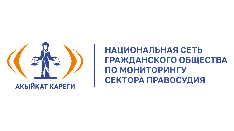 НАЦИОНАЛЬНАЯ СЕТЬ
ГРАЖДАНСКОГО ОБЩЕСТВА
ПО МОНИТОРИНГУ
СЕКТОРА ПРАВОСУДИЯ
АКЫЙКАТ КАРЕГИ